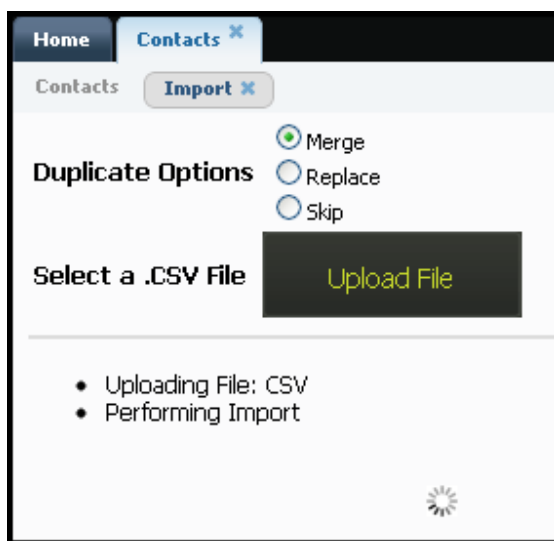 Home Contacts
Contacts Import
Duplicate Options
Merge
Replace
Skip
Select a .CSV File Upload File
Uploading File: CSV
Performing Import